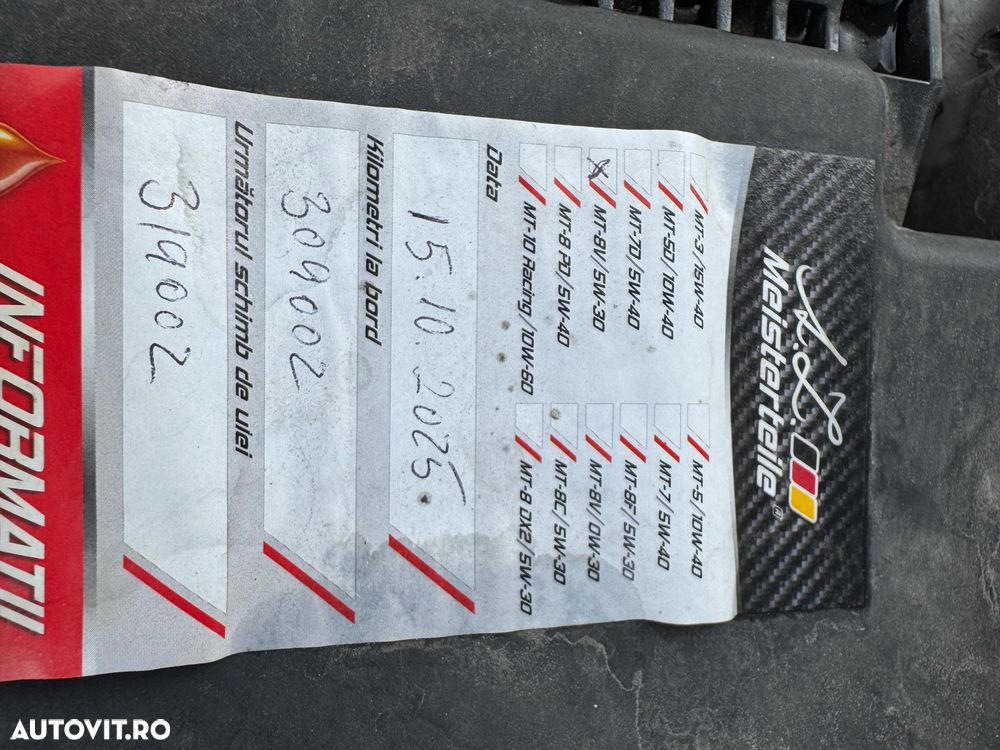 Meisterteile®
MT-3 / 15W-40 MT-5 / 10W-40
MT-5D / 10W-40 MT-7 / 5W-40
MT-7D / 5W-40 MT-8F / 5W-30
x MT-8V / 5W-30 MT-8V / 0W-30
MT-8 PD / 5W-40 MT-8C / 5W-30
MT-10 Racing / 10W-60 MT-8 DX2 / 5W-30
Data
15.10.2025
Kilometri la bord
309002
Următorul schimb de ulei
319002
INFORMATII
AUTOVIT.RO